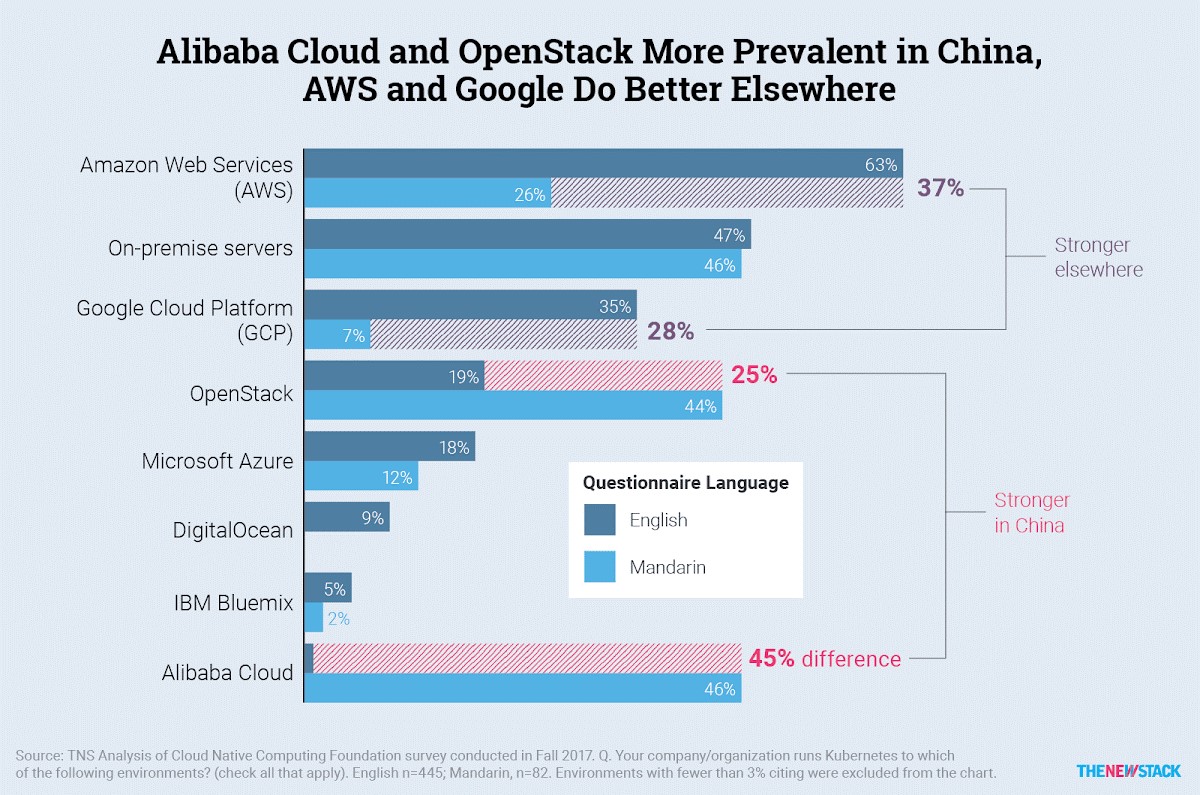 Alibaba Cloud and OpenStack More Prevalent in China,
AWS and Google Do Better Elsewhere
Amazon Web Services
(AWS)
63%
26%
37%
On-premise servers
47%
46%
Stronger
elsewhere
Google Cloud Platform
(GCP)
35%
7%
28%
OpenStack
19%
25%
44%
Microsoft Azure
18%
12%
Questionnaire Language
English
Mandarin
Stronger
in China
DigitalOcean
9%
IBM Bluemix
5%
2%
Alibaba Cloud
45% difference
46%
Source: TNS Analysis of Cloud Native Computing Foundation survey conducted in Fall 2017. Q. Your company/organization runs Kubernetes to which
of the following environments? (check all that apply). English n=445; Mandarin, n=82. Environments with fewer than 3% citing were excluded from the chart.
THENEWSTACK